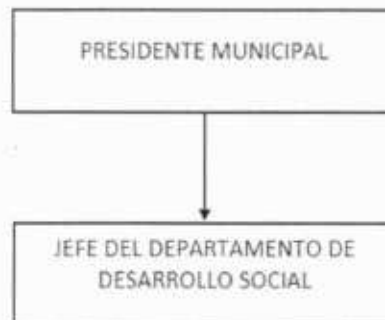 PRESIDENTE MUNICIPAL
JEFE DEL DEPARTAMENTO DE
DESARROLLO SOCIAL